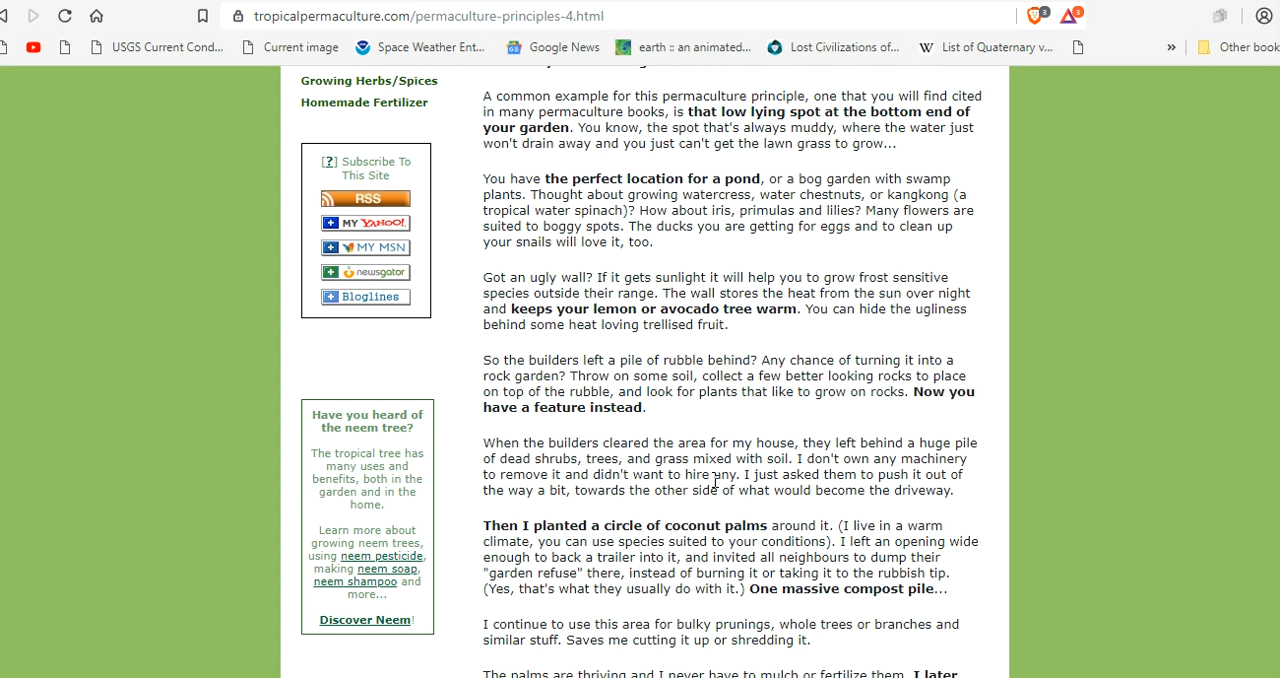 tropicalpermaculture.com/permaculture-principles-4.html
3
3
USGS Current Cond...
Current image
Space Weather Ent...
Google News
earth :: an animated...
Lost Civilizations of...
W
List of Quaternary v...
»
Other book
Growing Herbs/Spices
Homemade Fertilizer
[?] Subscribe To
This Site
RSS
MY YAHOO!
MY MSN
newsgator
Bloglines
Have you heard of
the neem tree?
The tropical tree has
many uses and
benefits, both in the
garden and in the
home.
Learn more about
growing neem trees,
using neem pesticide,
making neem soap,
neem shampoo and
more...
Discover Neem!
A common example for this permaculture principle, one that you will find cited
in many permaculture books, is that low lying spot at the bottom end of
your garden. You know, the spot that's always muddy, where the water just
won't drain away and you just can't get the lawn grass to grow...
You have the perfect location for a pond, or a bog garden with swamp
plants. Thought about growing watercress, water chestnuts, or kangkong (a
tropical water spinach)? How about iris, primulas and lilies? Many flowers are
suited to boggy spots. The ducks you are getting for eggs and to clean up
your snails will love it, too.
Got an ugly wall? If it gets sunlight it will help you to grow frost sensitive
species outside their range. The wall stores the heat from the sun over night
and keeps your lemon or avocado tree warm. You can hide the ugliness
behind some heat loving trellised fruit.
So the builders left a pile of rubble behind? Any chance of turning it into a
rock garden? Throw on some soil, collect a few better looking rocks to place
on top of the rubble, and look for plants that like to grow on rocks. Now you
have a feature instead.
When the builders cleared the area for my house, they left behind a huge pile
of dead shrubs, trees, and grass mixed with soil. I don't own any machinery
to remove it and didn't want to hire any. I just asked them to push it out of
the way a bit, towards the other side of what would become the driveway.
Then I planted a circle of coconut palms around it. (I live in a warm
climate, you can use species suited to your conditions). I left an opening wide
enough to back a trailer into it, and invited all neighbours to dump their
"garden refuse" there, instead of burning it or taking it to the rubbish tip.
(Yes, that's what they usually do with it.) One massive compost pile...
I continue to use this area for bulky prunings, whole trees or branches and
similar stuff. Saves me cutting it up or shredding it.
The palms are thriving and I never have to mulch or fertilize them. I later